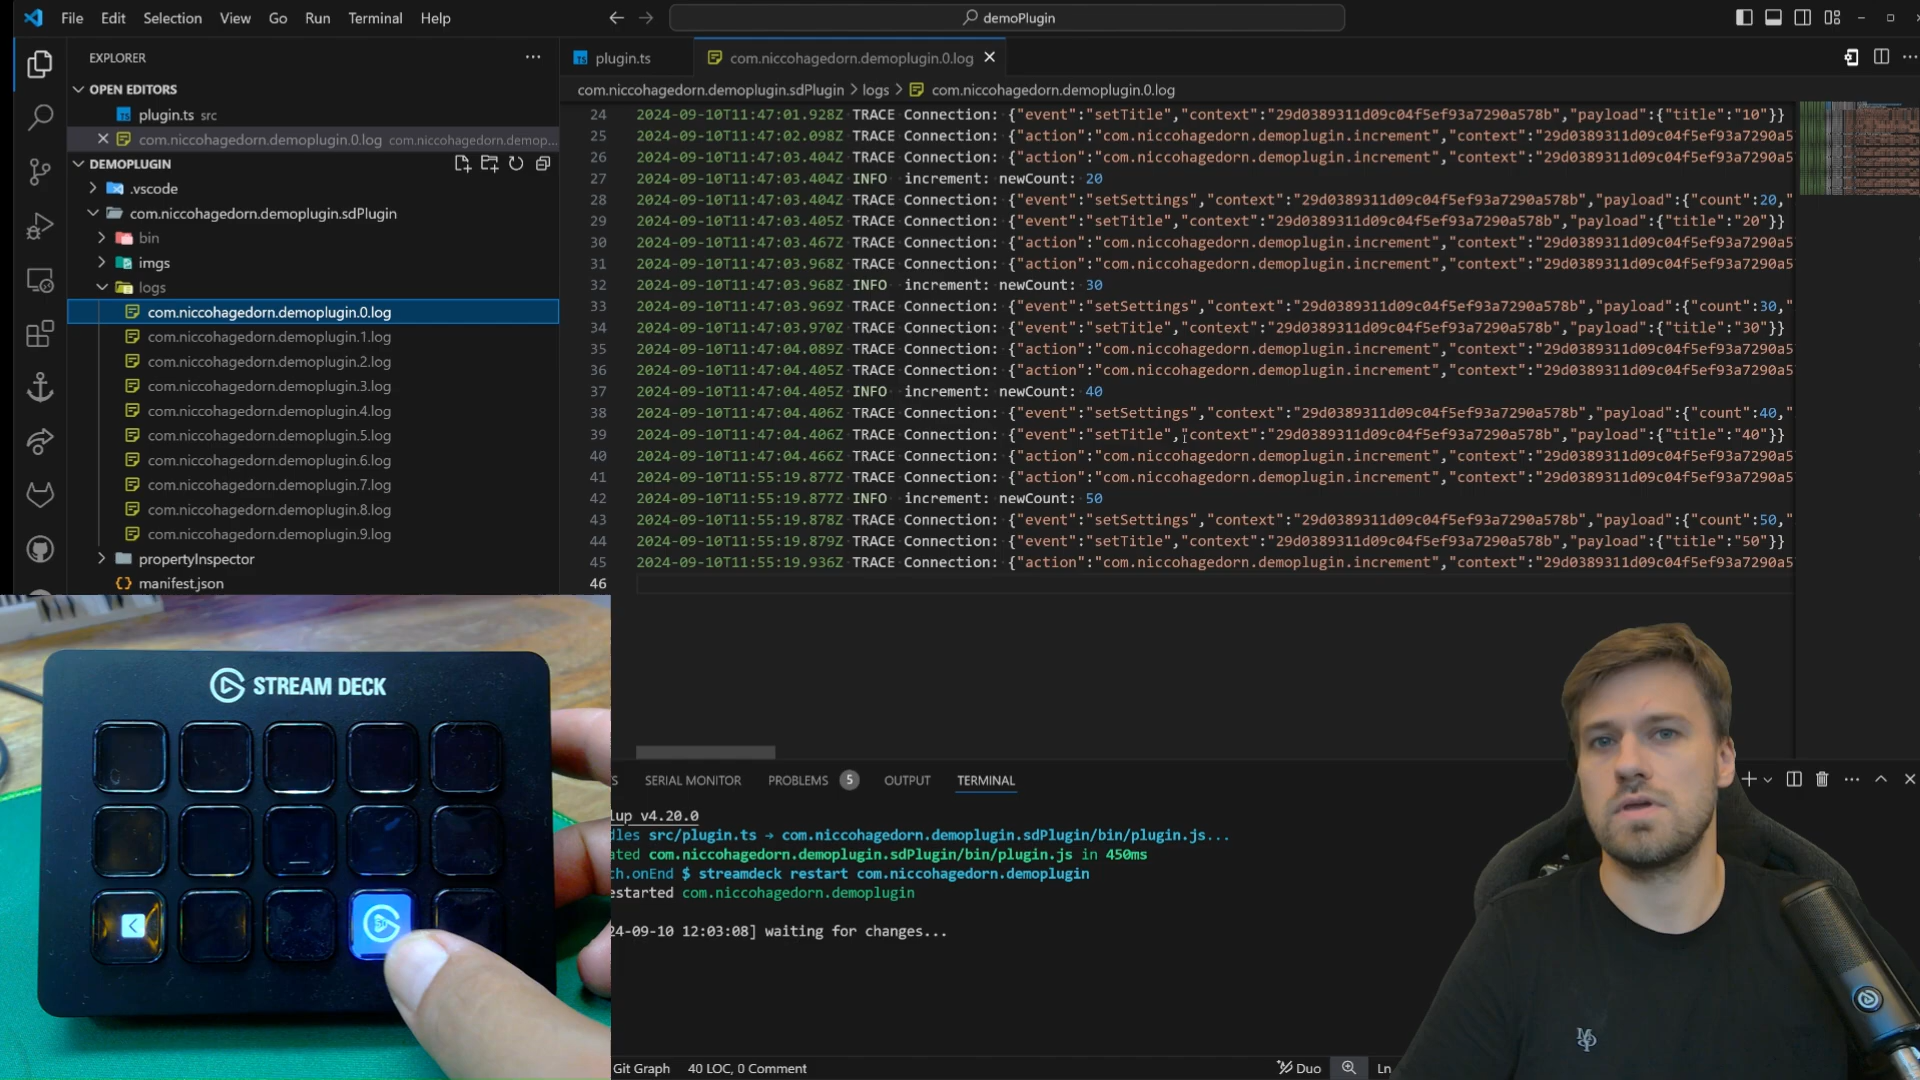 File Edit Selection View Go Run Terminal Help
demoPlugin
EXPLORER
OPEN EDITORS
plugin.ts src
com.niccohagedorn.demoplugin.0.log com.niccohagedorn.demop...
DEMOPLUGIN
.vscode
com.niccohagedorn.demoplugin.sdPlugin
bin
imgs
logs
com.niccohagedorn.demoplugin.0.log
com.niccohagedorn.demoplugin.1.log
com.niccohagedorn.demoplugin.2.log
com.niccohagedorn.demoplugin.3.log
com.niccohagedorn.demoplugin.4.log
com.niccohagedorn.demoplugin.5.log
com.niccohagedorn.demoplugin.6.log
com.niccohagedorn.demoplugin.7.log
com.niccohagedorn.demoplugin.8.log
com.niccohagedorn.demoplugin.9.log
propertyInspector
manifest.json
plugin.ts com.niccohagedorn.demoplugin.0.log
com.niccohagedorn.demoplugin.sdPlugin > logs > com.niccohagedorn.demoplugin.0.log
24 2024-09-10T11:47:01.928Z TRACE Connection: {"event":"setTitle","context":"29d0389311d09c04f5ef93a7290a578b","payload":{"title":"10"}}
25 2024-09-10T11:47:02.098Z TRACE Connection: {"action":"com.niccohagedorn.demoplugin.increment","context":"29d0389311d09c04f5ef93a7290a5
26 2024-09-10T11:47:03.404Z TRACE Connection: {"action":"com.niccohagedorn.demoplugin.increment","context":"29d0389311d09c04f5ef93a7290a5
27 2024-09-10T11:47:03.404Z INFO increment: newCount: 20
28 2024-09-10T11:47:03.404Z TRACE Connection: {"event":"setSettings","context":"29d0389311d09c04f5ef93a7290a578b","payload":{"count":20,"
29 2024-09-10T11:47:03.405Z TRACE Connection: {"event":"setTitle","context":"29d0389311d09c04f5ef93a7290a578b","payload":{"title":"20"}}
30 2024-09-10T11:47:03.467Z TRACE Connection: {"action":"com.niccohagedorn.demoplugin.increment","context":"29d0389311d09c04f5ef93a7290a5
31 2024-09-10T11:47:03.968Z TRACE Connection: {"action":"com.niccohagedorn.demoplugin.increment","context":"29d0389311d09c04f5ef93a7290a5
32 2024-09-10T11:47:03.968Z INFO increment: newCount: 30
33 2024-09-10T11:47:03.969Z TRACE Connection: {"event":"setSettings","context":"29d0389311d09c04f5ef93a7290a578b","payload":{"count":30,"
34 2024-09-10T11:47:03.970Z TRACE Connection: {"event":"setTitle","context":"29d0389311d09c04f5ef93a7290a578b","payload":{"title":"30"}}
35 2024-09-10T11:47:04.089Z TRACE Connection: {"action":"com.niccohagedorn.demoplugin.increment","context":"29d0389311d09c04f5ef93a7290a5
36 2024-09-10T11:47:04.405Z TRACE Connection: {"action":"com.niccohagedorn.demoplugin.increment","context":"29d0389311d09c04f5ef93a7290a5
37 2024-09-10T11:47:04.405Z INFO increment: newCount: 40
38 2024-09-10T11:47:04.406Z TRACE Connection: {"event":"setSettings","context":"29d0389311d09c04f5ef93a7290a578b","payload":{"count":40,"
39 2024-09-10T11:47:04.406Z TRACE Connection: {"event":"setTitle","context":"29d0389311d09c04f5ef93a7290a578b","payload":{"title":"40"}}
40 2024-09-10T11:47:04.466Z TRACE Connection: {"action":"com.niccohagedorn.demoplugin.increment","context":"29d0389311d09c04f5ef93a7290a5
41 2024-09-10T11:55:19.877Z TRACE Connection: {"action":"com.niccohagedorn.demoplugin.increment","context":"29d0389311d09c04f5ef93a7290a5
42 2024-09-10T11:55:19.877Z INFO increment: newCount: 50
43 2024-09-10T11:55:19.878Z TRACE Connection: {"event":"setSettings","context":"29d0389311d09c04f5ef93a7290a578b","payload":{"count":50,"
44 2024-09-10T11:55:19.879Z TRACE Connection: {"event":"setTitle","context":"29d0389311d09c04f5ef93a7290a578b","payload":{"title":"50"}}
45 2024-09-10T11:55:19.936Z TRACE Connection: {"action":"com.niccohagedorn.demoplugin.increment","context":"29d0389311d09c04f5ef93a7290a5
46
STREAM DECK
S SERIAL MONITOR PROBLEMS 5 OUTPUT TERMINAL
lup v4.20.0
dles src/plugin.ts → com.niccohagedorn.demoplugin.sdPlugin/bin/plugin.js...
ated com.niccohagedorn.demoplugin.sdPlugin/bin/plugin.js in 450ms
ch.onEnd $ streamdeck restart com.niccohagedorn.demoplugin
estarted com.niccohagedorn.demoplugin
24-09-10 12:03:08] waiting for changes...
Git Graph 40 LOC, 0 Comment Duo Ln